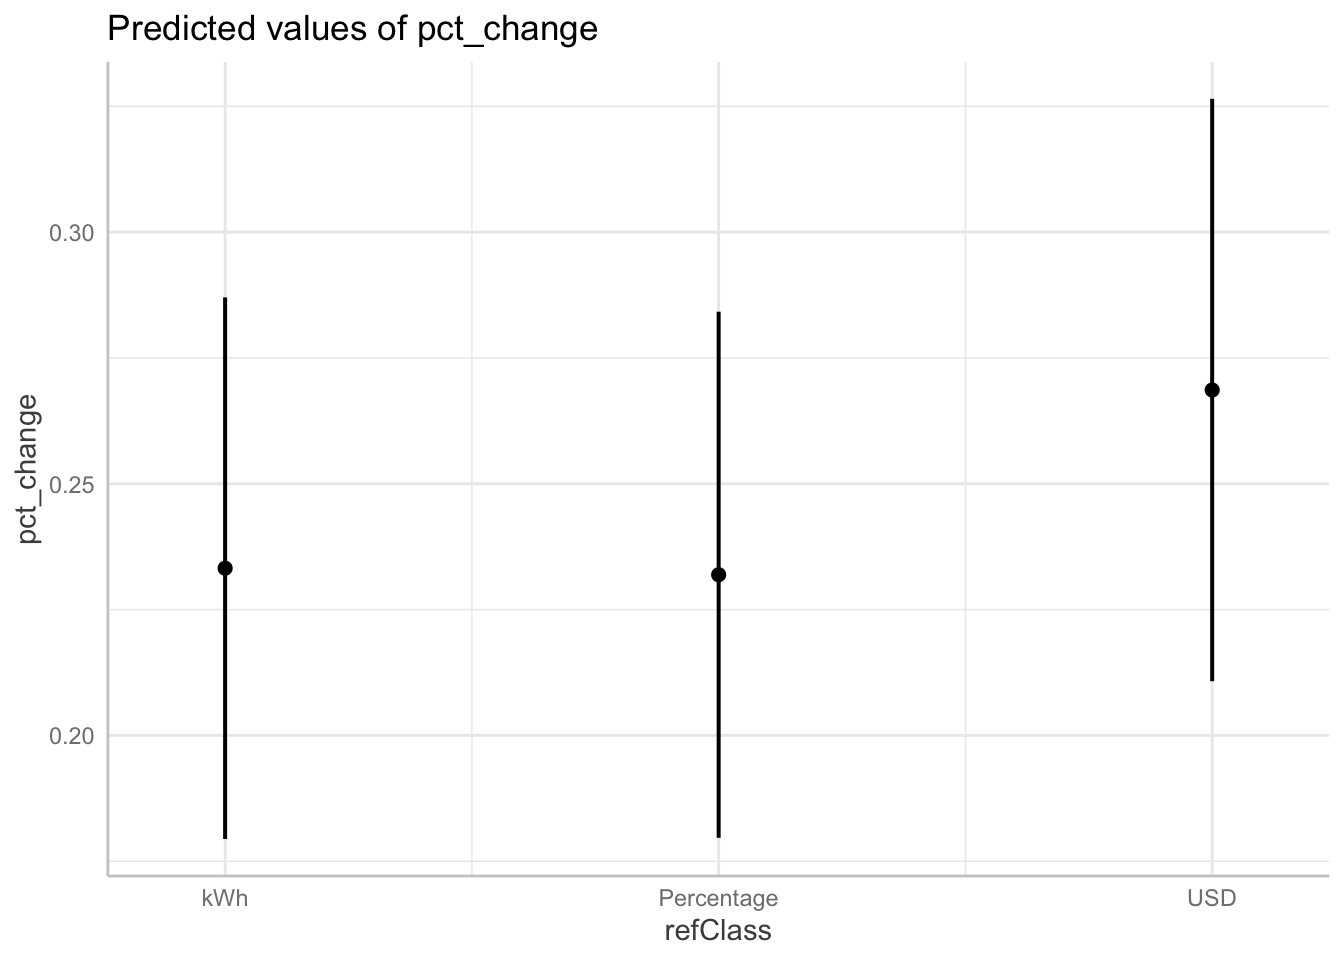 Predicted values of pct_change
pct_change
0.30
0.25
0.20
kWh
Percentage
USD
refClass